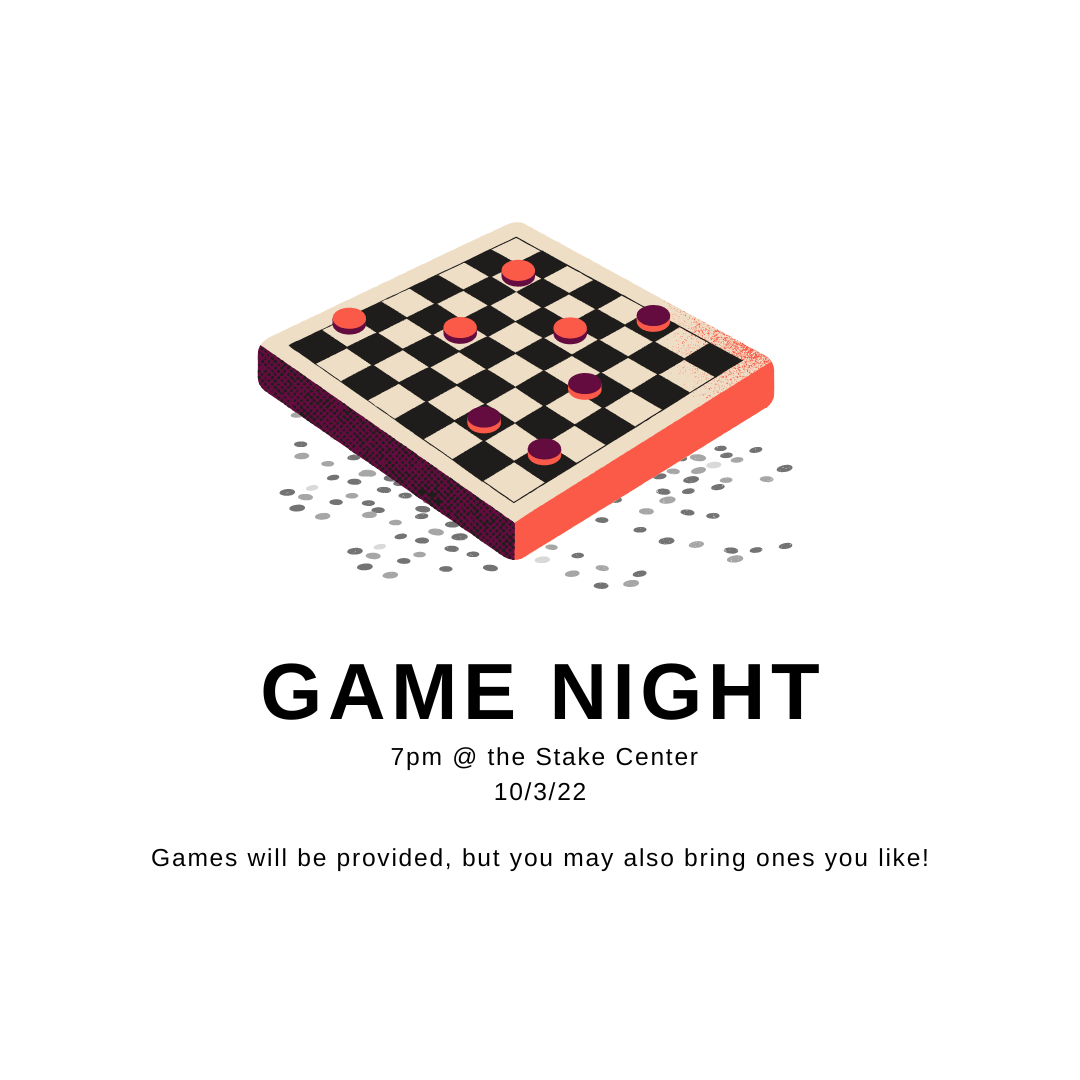 GAME NIGHT
7pm @ the Stake Center
10/3/22
Games will be provided, but you may also bring ones you like!